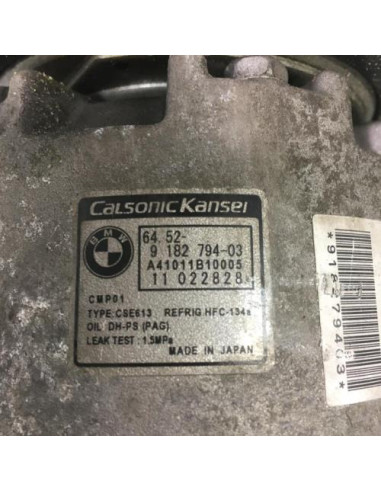 CalsonicKansei
BMW
64.52-
9 182 794-03
A41011B10005
11 022828
CMP01
TYPE: CSE613 REFRIG HFC-134a
OIL DH-PS (PAG)
LEAK TEST : 1.5MPa
MADE IN JAPAN